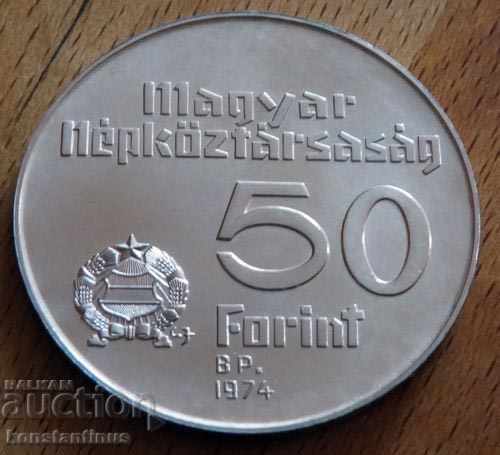 Magyar
Népköztársaság
50
Forint
BP.
1974
BALKAN
auction
konstantinus